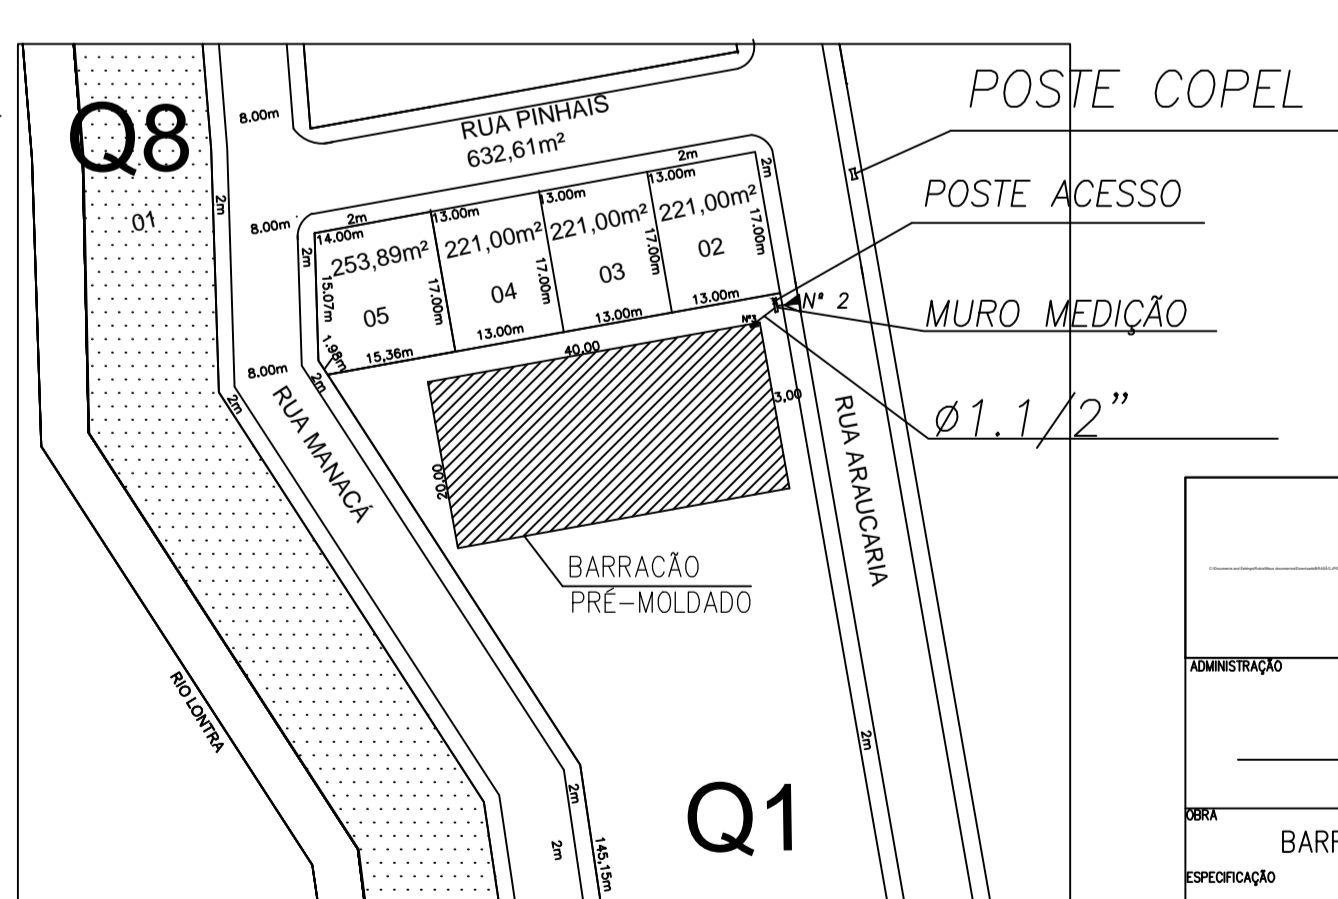 POSTE COPEL
Q8
RUA PINHAIS
632,61m²
8.00m
2m
2m
13.00m
POSTE ACESSO
01
2m
8.00m
2m
13.00m
13.00m
14.00m
253,89m²
221,00m²
221,00m²
221,00m²
2m
15.07m
17.00m
17.00m
17.00m
17.00m
05
04
03
02
13.00m
13.00m
13.00m
15,36m
1.98m
Nº 2
Nº3
MURO MEDIÇÃO
40,00
8.00m
2m
2m
3,00
Ø1.1/2”
RUA MANACÁ
RUA ARAUCARIA
20,00
BARRACÃO
PRÉ-MOLDADO
RIO LONTRA
ADMINISTRAÇÃO
2m
2m
2m
145,15m
Q1
OBRA
BARR
ESPECIFICAÇÃO